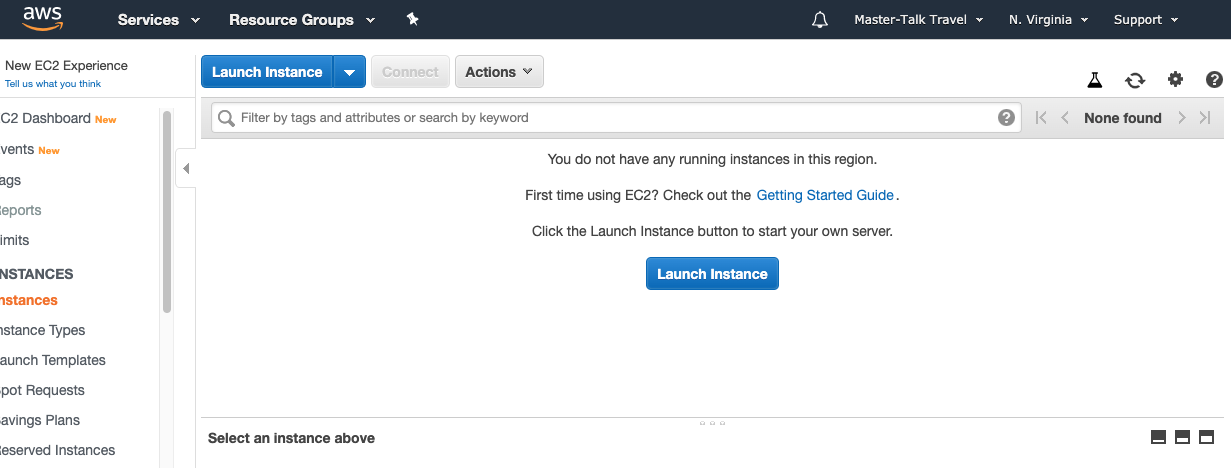 aws Services Resource Groups Master-Talk Travel N. Virginia Support
New EC2 Experience
Tell us what you think
Launch Instance Connect Actions
Filter by tags and attributes or search by keyword ? None found
C2 Dashboard New
vents New
ags
eports
imits
NSTANCES
nstances
nstance Types
aunch Templates
pot Requests
avings Plans
eserved Instances
You do not have any running instances in this region.
First time using EC2? Check out the Getting Started Guide.
Click the Launch Instance button to start your own server.
Launch Instance
Select an instance above